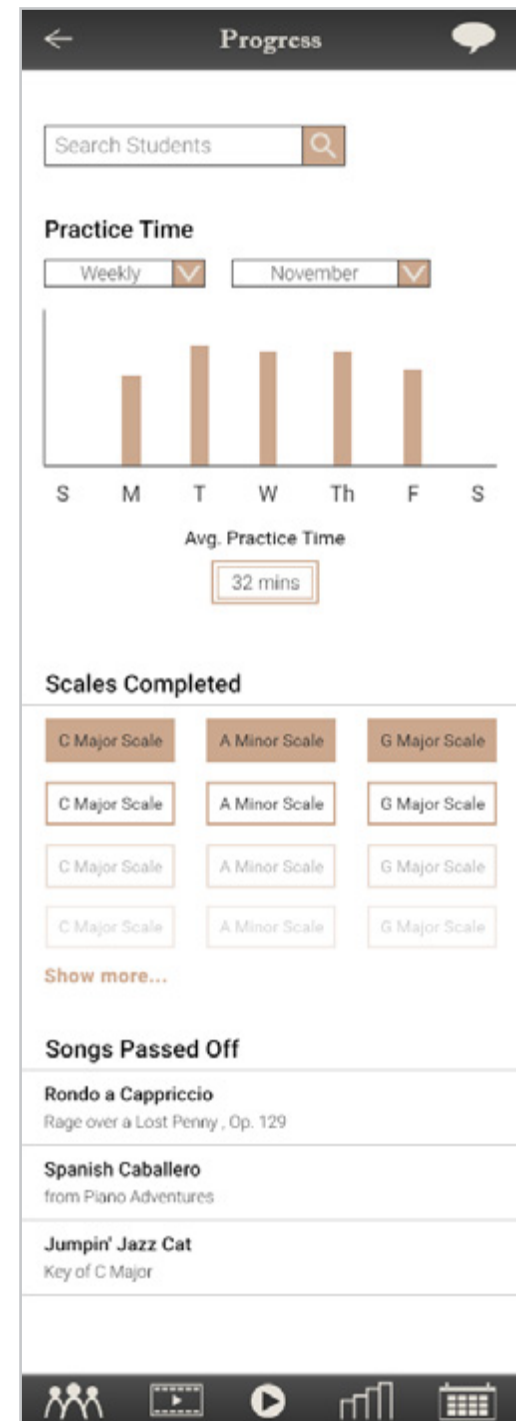 Progress
Search Students
Practice Time
Weekly November
S M T W Th F S
Avg. Practice Time
32 mins
Scales Completed
C Major Scale A Minor Scale G Major Scale
C Major Scale A Minor Scale G Major Scale
C Major Scale A Minor Scale G Major Scale
C Major Scale A Minor Scale G Major Scale
Show more...
Songs Passed Off
Rondo a Cappriccio
Rage over a Lost Penny , Op. 129
Spanish Caballero
from Piano Adventures
Jumpin' Jazz Cat
Key of C Major